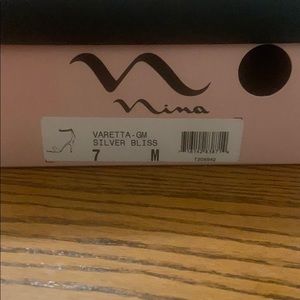 Nina
VARETTA-GM
SILVER BLISS
7 M